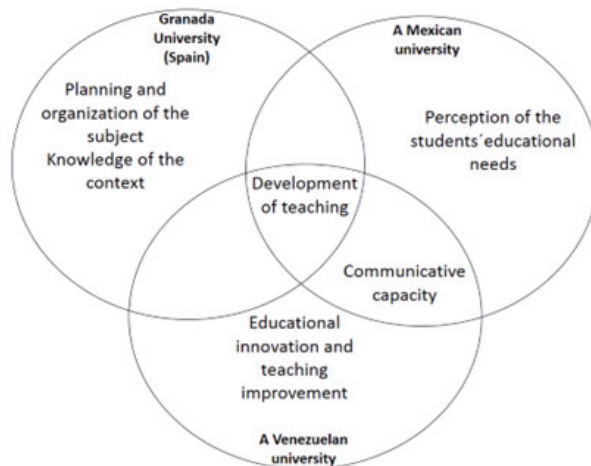 Granada
University
(Spain)
A Mexican
university
Planning and
organization of the
subject
Knowledge of the
context
Perception of the
students´educational
needs
Development
of teaching
Communicative
capacity
Educational
innovation and
teaching
improvement
A Venezuelan
university